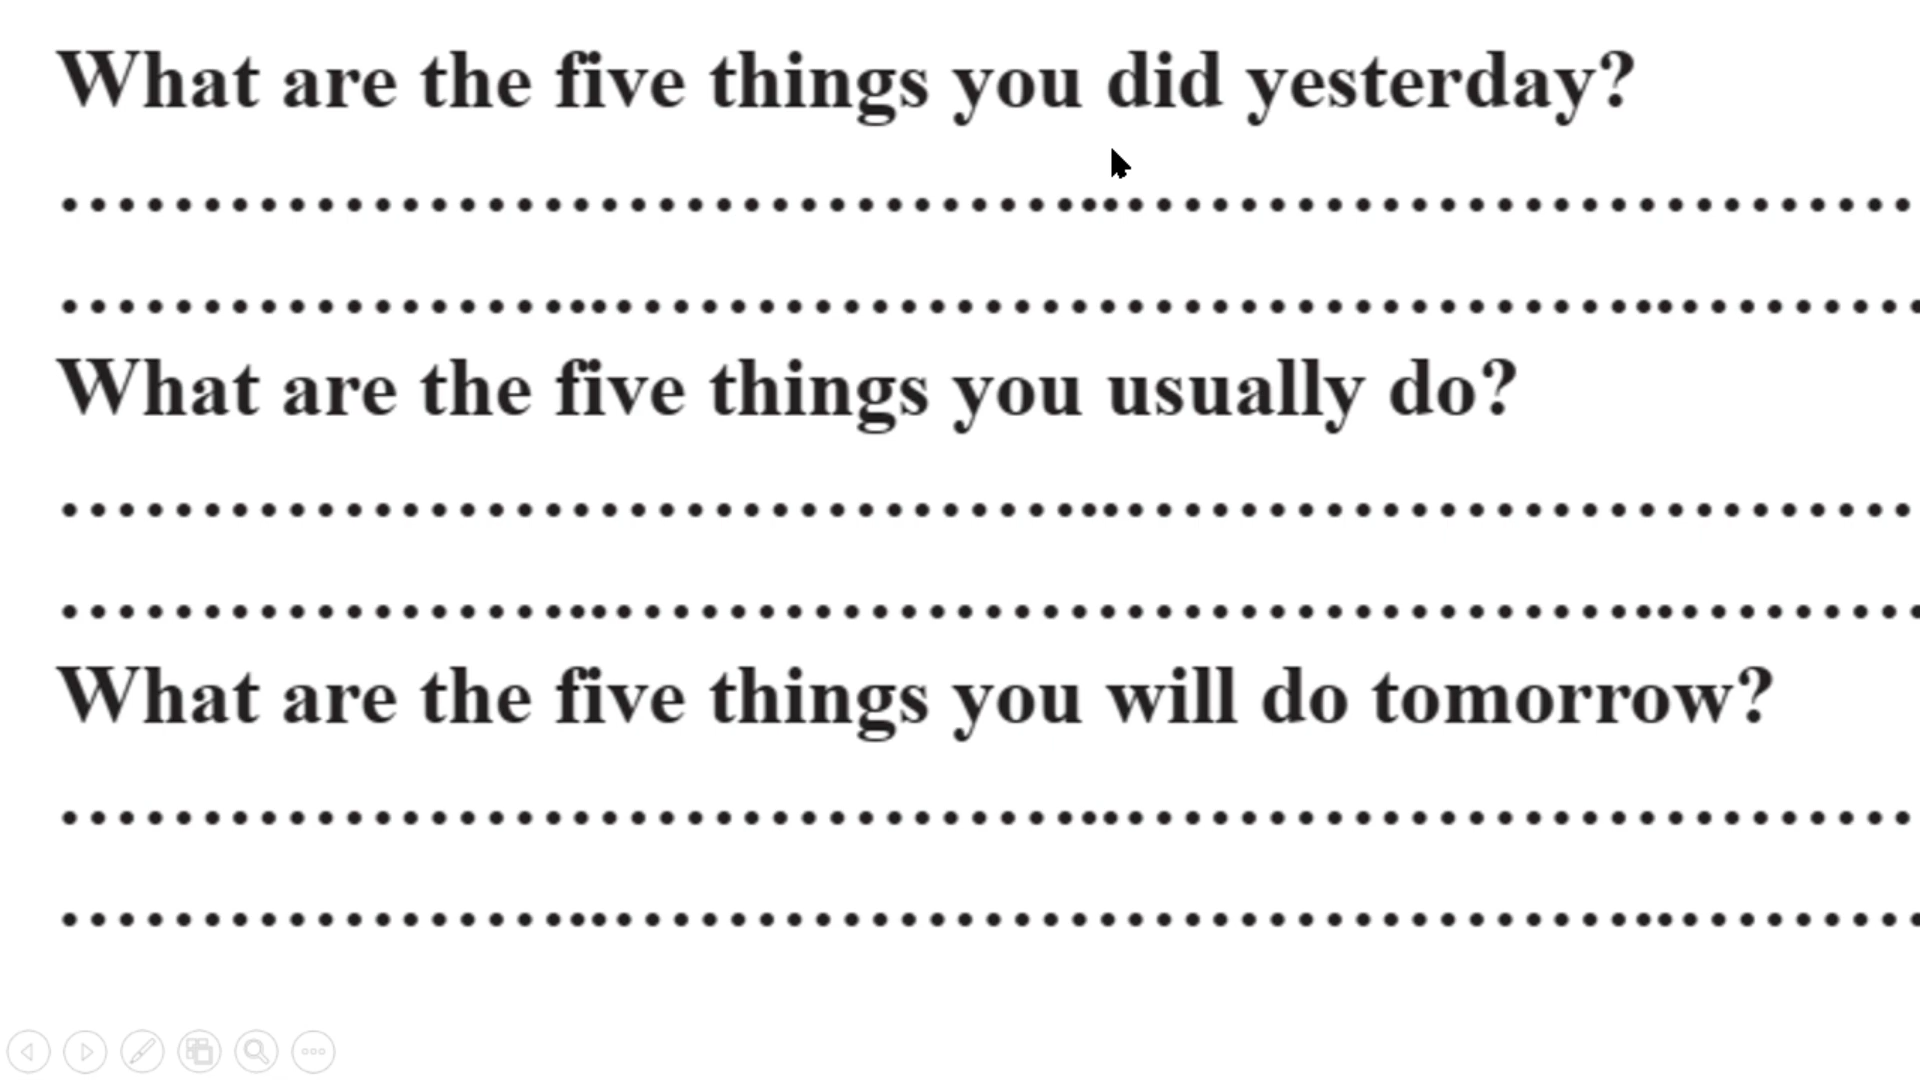 What are the five things you did yesterday?
What are the five things you usually do?
What are the five things you will do tomorrow?